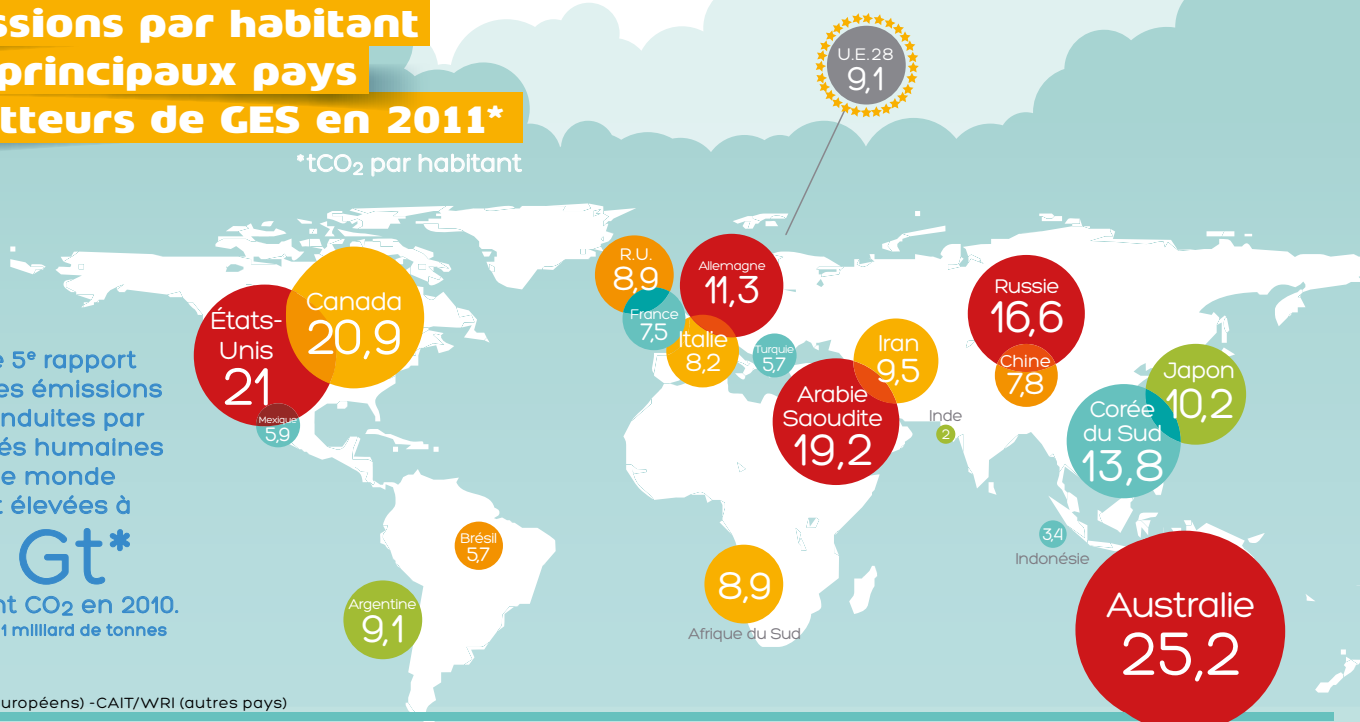 ssions par habitant
principaux pays
tteurs de GES en 2011*
*tCO2 par habitant
U.E.28
9,1
R.U.
8,9
Allemagne
11,3
France
7,5
Italie
8,2
Turquie
5,7
Russie
16,6
Chine
7,8
Iran
9,5
Arabie
Saoudite
19,2
Inde
2
Japon
10,2
Corée
du Sud
13,8
Canada
20,9
États-
Unis
21
Mexique
5,9
e 5e rapport
es émissions
nduites par
és humaines
e monde
t élevées à
Gt*
nt CO2 en 2010.
1 milliard de tonnes
Brésil
5,7
Argentine
9,1
8,9
Afrique du Sud
3,4
Indonésie
Australie
25,2
uropéens) -CAIT/WRI (autres pays)